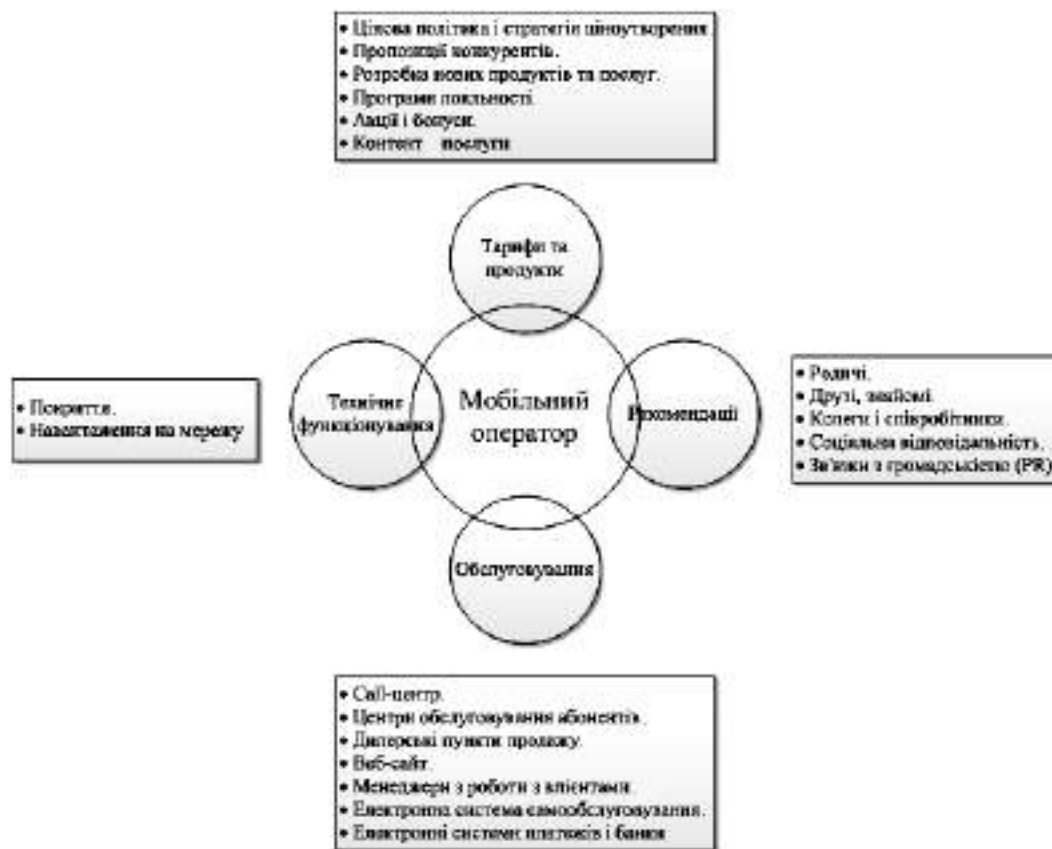 • Цінова політика і стратегія ціноутворення.
• Пропозиції конкурентів.
• Розробка нових продуктів та послуг.
• Програми лояльності.
• Акції і бонуси.
• Контент послуги
Тарифи та
продукти
• Покриття.
• Навантаження на мережу
Технічне
функціонування
Мобільний
оператор
Рекомендації
• Родичі.
• Друзі, знайомі.
• Колеги і співробітники.
• Соціальна відповідальність.
• Зв'язки з громадськістю (PR)
Обслуговування
• Call-центр.
• Центри обслуговування абонентів.
• Дилерські пункти продажу.
• Веб-сайт.
• Менеджери з роботи з клієнтами.
• Електронна система самообслуговування.
• Електронні системи платежів і банки